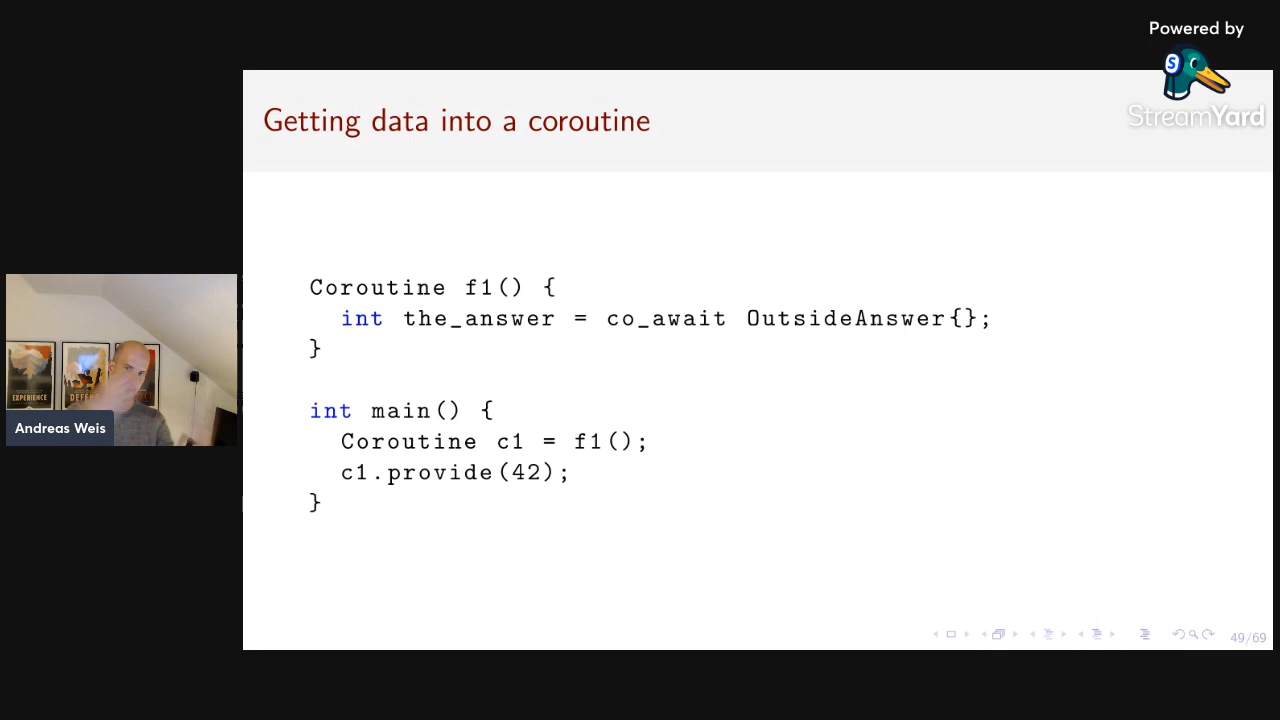 Powered by
StreamYard
Getting data into a coroutine
Coroutine f1() {
int the_answer = co_await OutsideAnswer{};
}
int main() {
Coroutine c1 = f1();
c1.provide(42);
}
EXPERIENCE
Andreas Weis
49/69